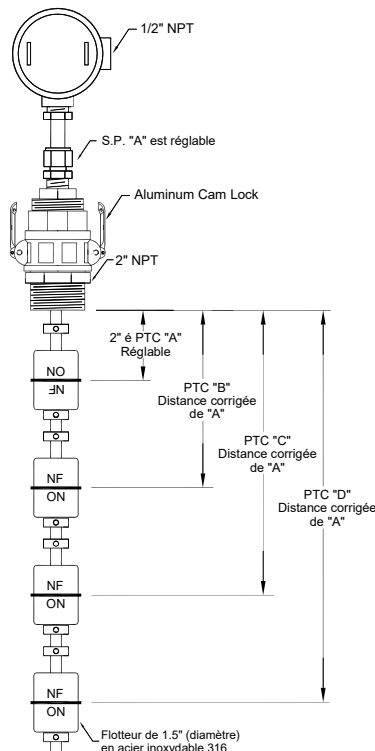 1/2" NPT
S.P. "A" est réglable
Aluminum Cam Lock
2" NPT
2" é PTC "A"
Réglable
PTC "B"
Distance corrigée
de "A"
PTC "C"
Distance corrigée
de "A"
PTC "D"
Distance corrigée
de "A"
ON
NF
NF
ON
NF
ON
NF
ON
Flotteur de 1.5" (diamètre)
en acier inoxydable 316